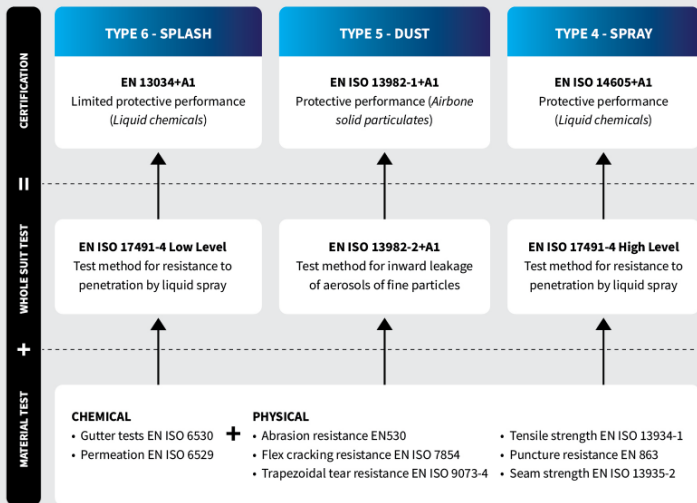 CERTIFICATION
TYPE 6 - SPLASH
EN 13034+A1
Limited protective performance
(Liquid chemicals)
TYPE 5 - DUST
EN ISO 13982-1+A1
Protective performance (Airbone
solid particulates)
TYPE 4 - SPRAY
EN ISO 14605+A1
Protective performance
(Liquid chemicals)
=
WHOLE SUIT TEST
EN ISO 17491-4 Low Level
Test method for resistance to
penetration by liquid spray
EN ISO 13982-2+A1
Test method for inward leakage
of aerosols of fine particles
EN ISO 17491-4 High Level
Test method for resistance to
penetration by liquid spray
+
MATERIAL TEST
CHEMICAL
• Gutter tests EN ISO 6530
• Permeation EN ISO 6529
+
PHYSICAL
• Abrasion resistance EN530
• Flex cracking resistance EN ISO 7854
• Trapezoidal tear resistance EN ISO 9073-4
• Tensile strength EN ISO 13934-1
• Puncture resistance EN 863
• Seam strength EN ISO 13935-2